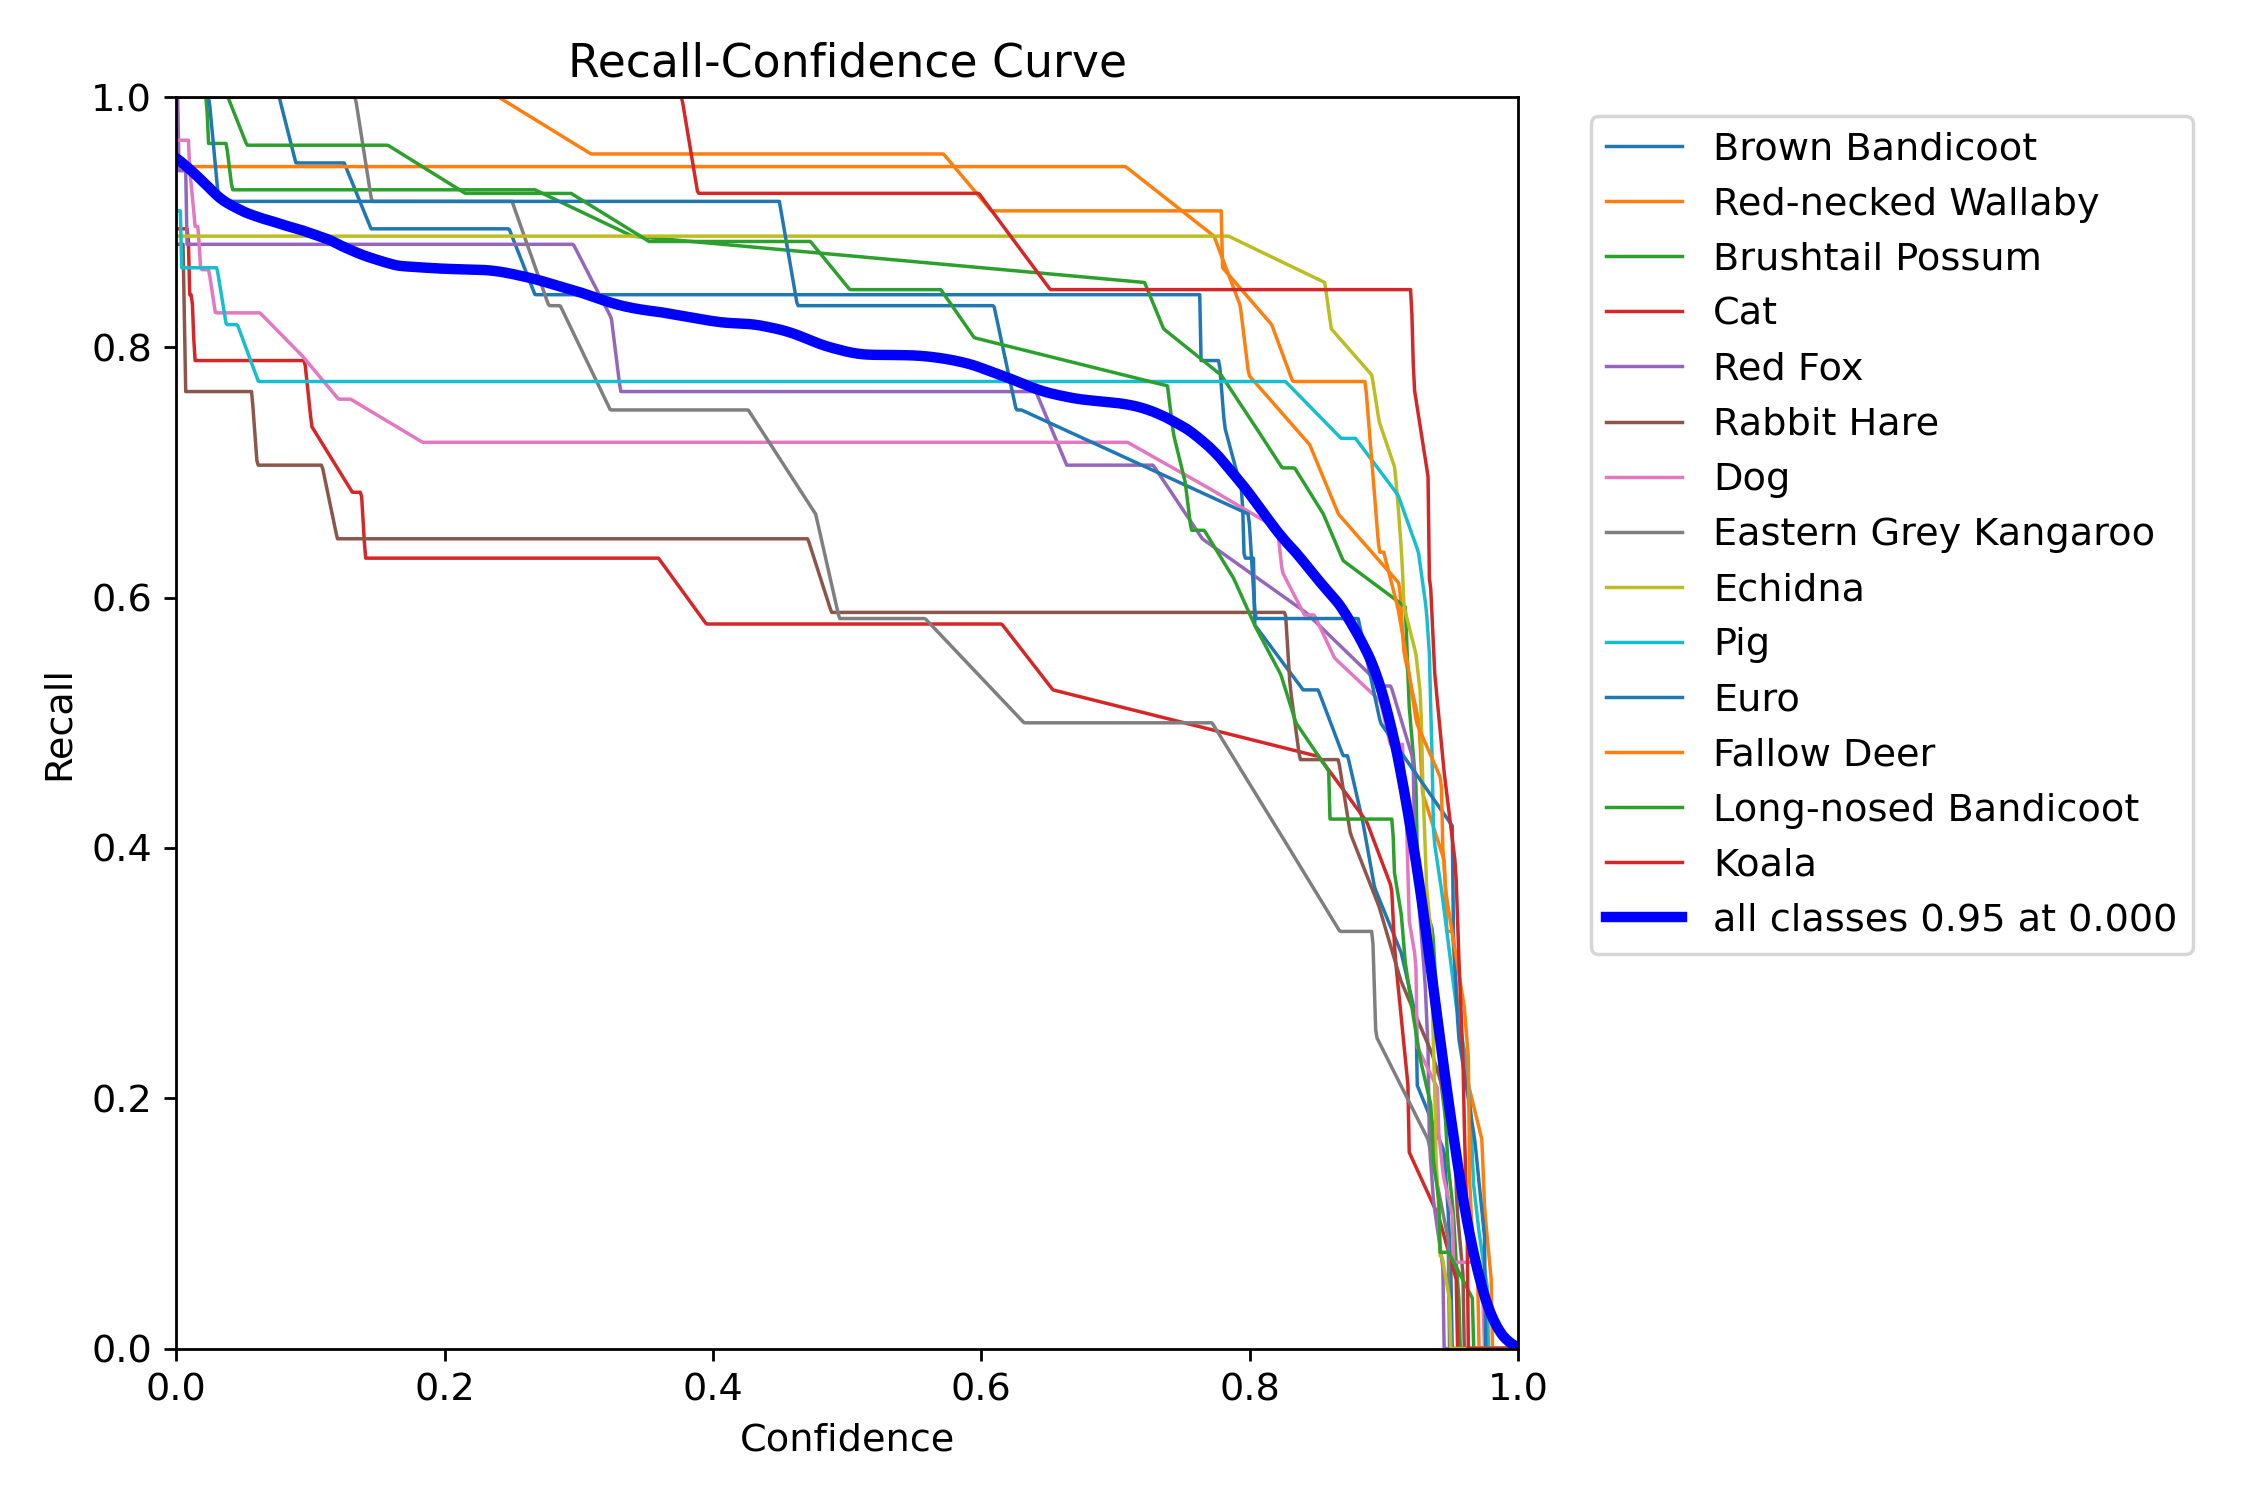 Recall-Confidence Curve
1.0
0.8
0.6
0.4
0.2
0.0
Recall
0.0 0.2 0.4 0.6 0.8 1.0
Confidence
Brown Bandicoot
Red-necked Wallaby
Brushtail Possum
Cat
Red Fox
Rabbit Hare
Dog
Eastern Grey Kangaroo
Echidna
Pig
Euro
Fallow Deer
Long-nosed Bandicoot
Koala
all classes 0.95 at 0.000